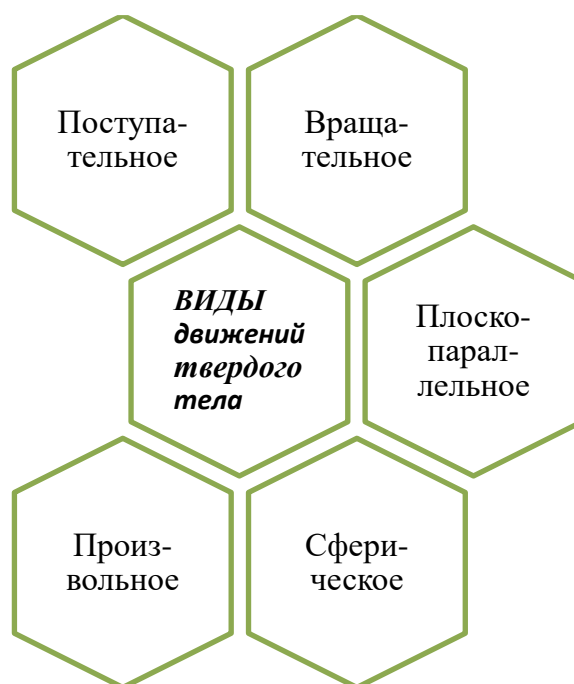 Поступа-
тельное
Враща-
тельное
ВИДЫ
движений
твердого
тела
Плоско-
парал-
лельное
Произ-
вольное
Сфери-
ческое